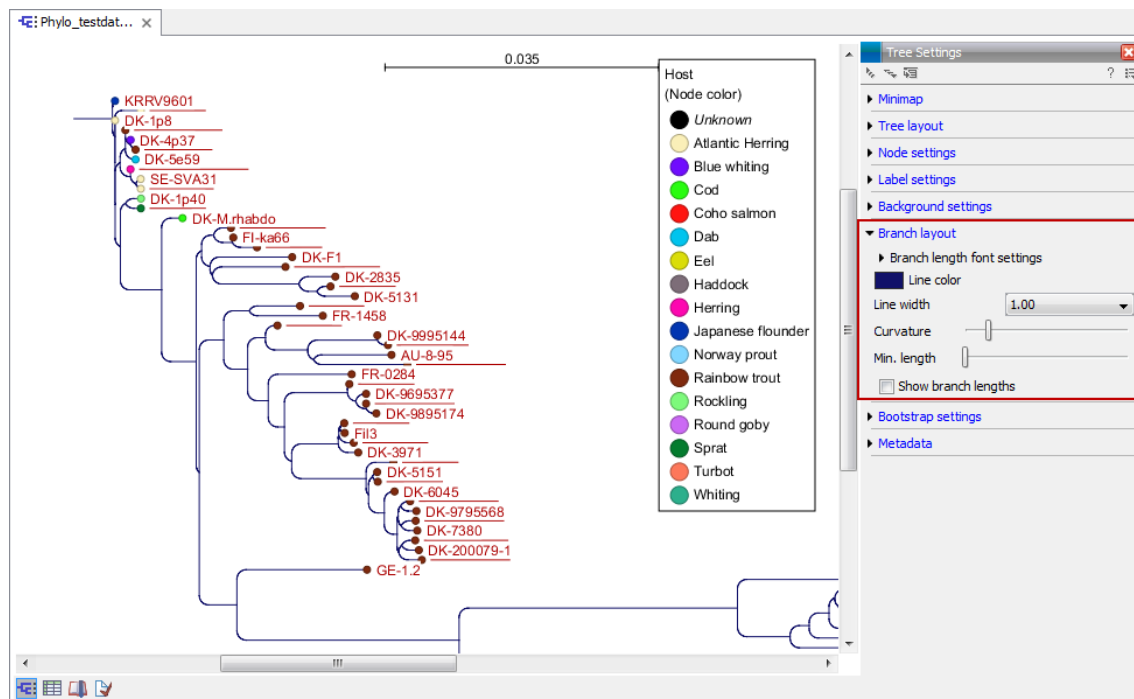 Phylo_testdat...
0.035
KRRV9601
DK-1p8
DK-4p37
DK-5e59
SE-SVA31
DK-1p40
DK-M.rhabdo
FI-ka66
DK-F1
DK-2835
DK-5131
FR-1458
DK-9995144
AU-8-95
FR-0284
DK-9695377
DK-9895174
Fil3
DK-3971
DK-5151
DK-6045
DK-9795568
DK-7380
DK-200079-1
GE-1.2
Host
(Node color)
Unknown
Atlantic Herring
Blue whiting
Cod
Coho salmon
Dab
Eel
Haddock
Herring
Japanese flounder
Norway prout
Rainbow trout
Rockling
Round goby
Sprat
Turbot
Whiting
Tree Settings
?
Minimap
Tree layout
Node settings
Label settings
Background settings
Branch layout
Branch length font settings
Line color
Line width 1.00
Curvature
Min. length
Show branch lengths
Bootstrap settings
Metadata